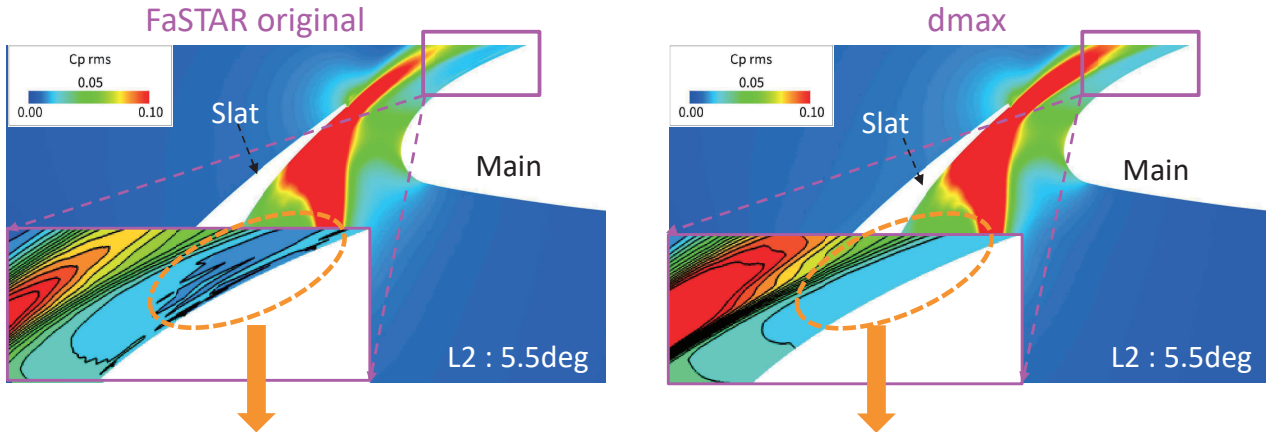 FaSTAR original
Cp rms
0.05
0.00 0.10
Slat
Main
L2 : 5.5deg
dmax
Cp rms
0.05
0.00 0.10
Slat
Main
L2 : 5.5deg